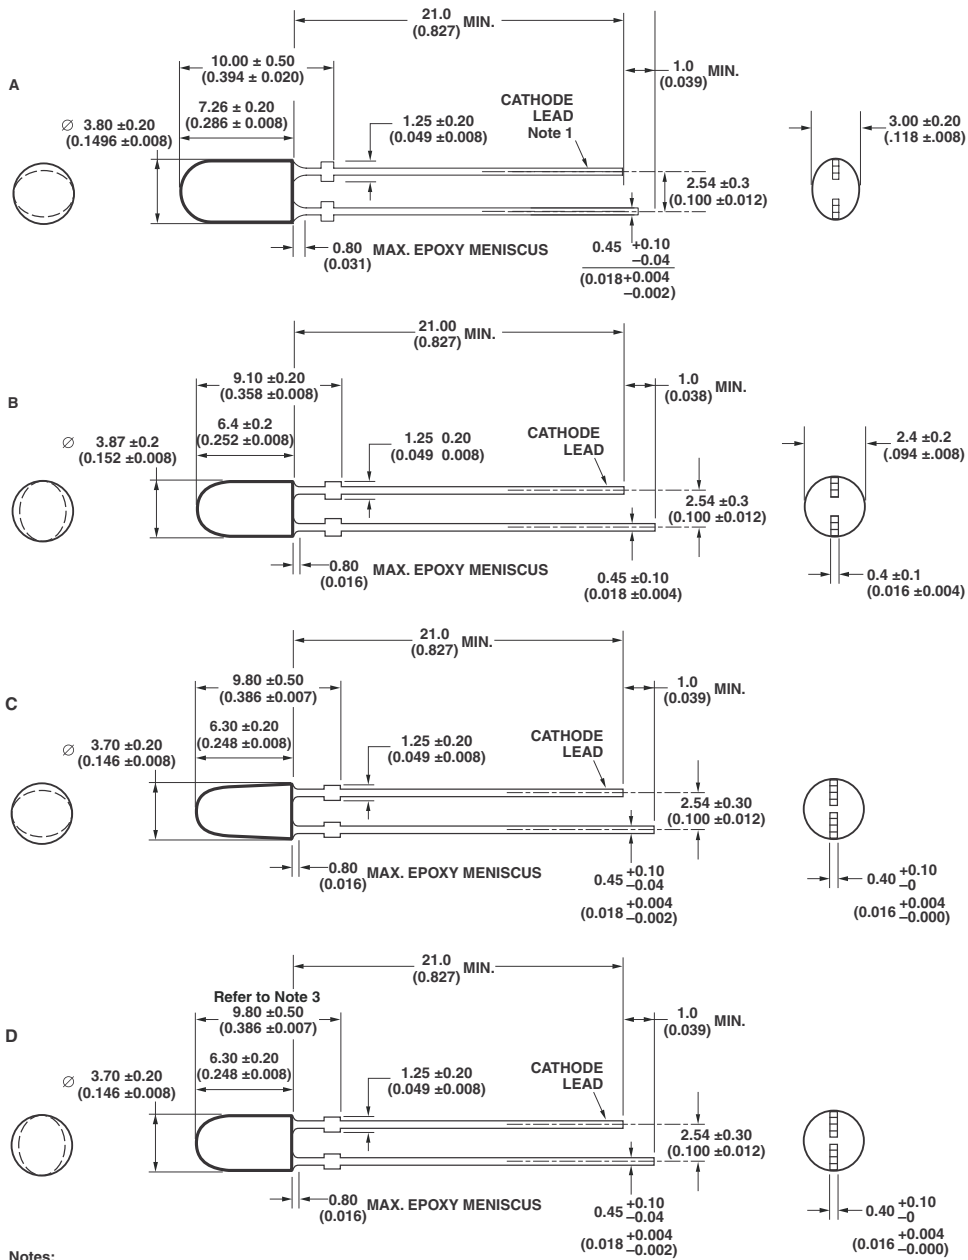 21.0
(0.827) MIN.
10.00 ± 0.50
(0.394 ± 0.020)
1.0
(0.039) MIN.
A
7.26 ± 0.20
(0.286 ± 0.008)
CATHODE
LEAD
Note 1
∅ 3.80 ±0.20
(0.1496 ±0.008)
1.25 ±0.20
(0.049 ±0.008)
3.00 ±0.20
(.118 ±.008)
2.54 ±0.3
(0.100 ±0.012)
0.80 MAX. EPOXY MENISCUS
(0.031)
0.45 +0.10
–0.04
(0.018+0.004
–0.002)
21.00
(0.827) MIN.
9.10 ±0.20
(0.358 ±0.008)
1.0
(0.038) MIN.
B
6.4 ±0.2
(0.252 ±0.008)
∅ 3.87 ±0.2
(0.152 ±0.008)
1.25 0.20
(0.049 0.008)
CATHODE
LEAD
2.4 ±0.2
(.094 ±.008)
2.54 ±0.3
(0.100 ±0.012)
0.80 MAX. EPOXY MENISCUS
(0.016)
0.45 ±0.10
(0.018 ±0.004)
0.4 ±0.1
(0.016 ±0.004)
21.0
(0.827) MIN.
9.80 ±0.50
(0.386 ±0.007)
1.0
(0.039) MIN.
C
6.30 ±0.20
(0.248 ±0.008)
∅ 3.70 ±0.20
(0.146 ±0.008)
1.25 ±0.20
(0.049 ±0.008)
CATHODE
LEAD
2.54 ±0.30
(0.100 ±0.012)
0.80 MAX. EPOXY MENISCUS
(0.016)
0.45 +0.10
–0.04
(0.018 +0.004
–0.002)
0.40 +0.10
–0
(0.016 +0.004
–0.000)
21.0
(0.827) MIN.
Refer to Note 3
9.80 ±0.50
(0.386 ±0.007)
1.0
(0.039) MIN.
D
6.30 ±0.20
(0.248 ±0.008)
∅ 3.70 ±0.20
(0.146 ±0.008)
1.25 ±0.20
(0.049 ±0.008)
CATHODE
LEAD
2.54 ±0.30
(0.100 ±0.012)
0.80 MAX. EPOXY MENISCUS
(0.016)
0.45 +0.10
–0.04
(0.018 +0.004
–0.002)
0.40 +0.10
–0
(0.016 +0.004
–0.000)
Notes: